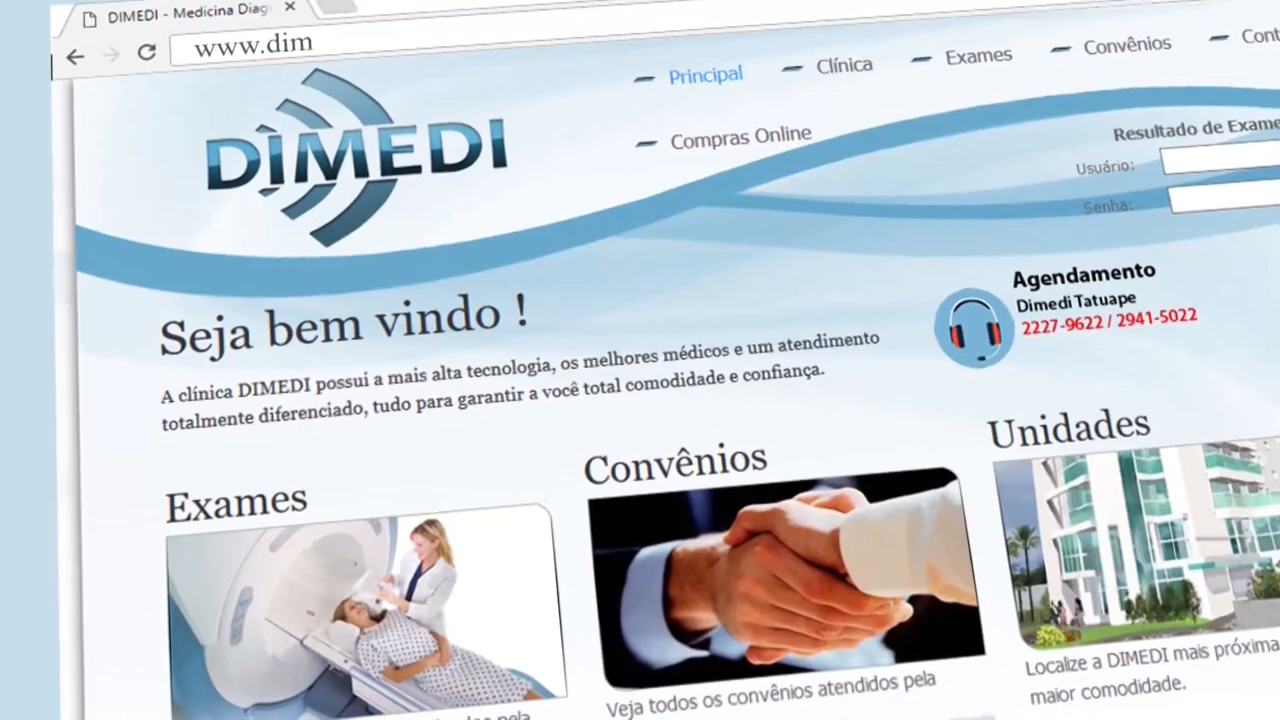 DIMEDI - Medicina Diag
www.dim
DIMEDI
Principal
Clínica
Exames
Convênios
Compras Online
Resultado de
Usuário:
Senha:
Agendamento
Dimedi Tatuape
2227-9622 / 2941-5022
Seja bem vindo !
A clínica DIMEDI possui a mais alta tecnologia, os melhores médicos e um atendimento
totalmente diferenciado, tudo para garantir a você total comodidade e confiança.
Exames
Convênios
Unidades
Veja todos os convênios atendidos pela
Localize a DIMEDI mais próxima
maior comodidade.